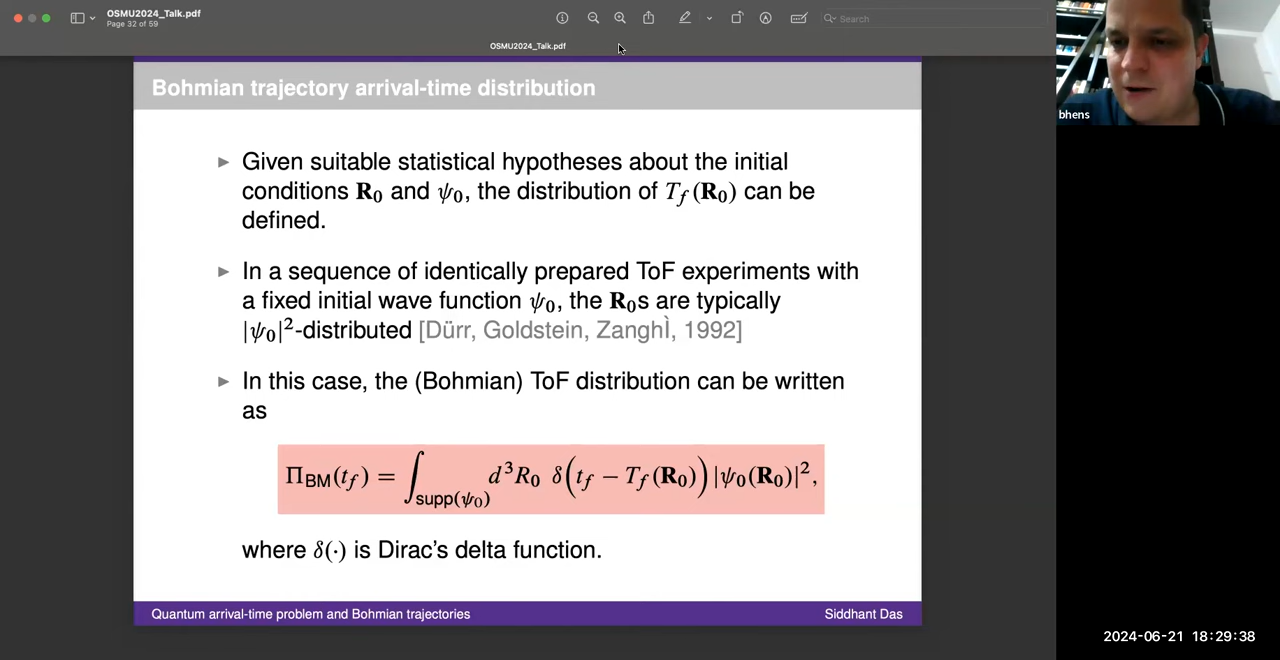 OSMU2024_Talk.pdf
Page 32 of 59
Search
OSMU2024_Talk.pdf
Bohmian trajectory arrival-time distribution
▶ Given suitable statistical hypotheses about the initial
conditions R₀ and ψ₀, the distribution of T_f(R₀) can be
defined.
▶ In a sequence of identically prepared ToF experiments with
a fixed initial wave function ψ₀, the R₀s are typically
|ψ₀|²-distributed [Dürr, Goldstein, ZanghÌ, 1992]
▶ In this case, the (Bohmian) ToF distribution can be written
as
Π_BM(t_f) = ∫_supp(ψ₀) d³R₀ δ(t_f − T_f(R₀))|ψ₀(R₀)|²,
where δ(·) is Dirac's delta function.
Quantum arrival-time problem and Bohmian trajectories
Siddhant Das
bhens
2024-06-21 18:29:38